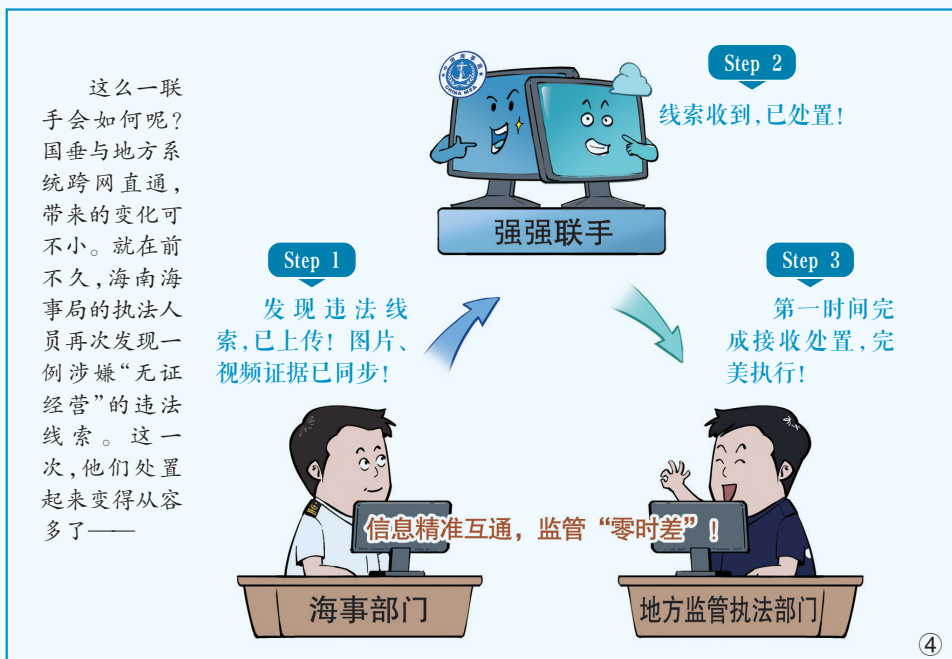 这么一联
手会如何呢?
国垂与地方系
统跨网直通,
带来的变化可
不小。就在前
不久,海南海
事局的执法人
员再次发现一
例涉嫌“无证
经营”的违法
线索。这一
次,他们处置
起来变得从容
多了——
中国海事局
CHINA MSA
Step 2
线索收到,已处置!
强强联手
Step 1
发现违法线
索,已上传!图片、
视频证据已同步!
Step 3
第一时间完
成接收处置,完
美执行!
信息精准互通,监管“零时差”!
海事部门
地方监管执法部门
④